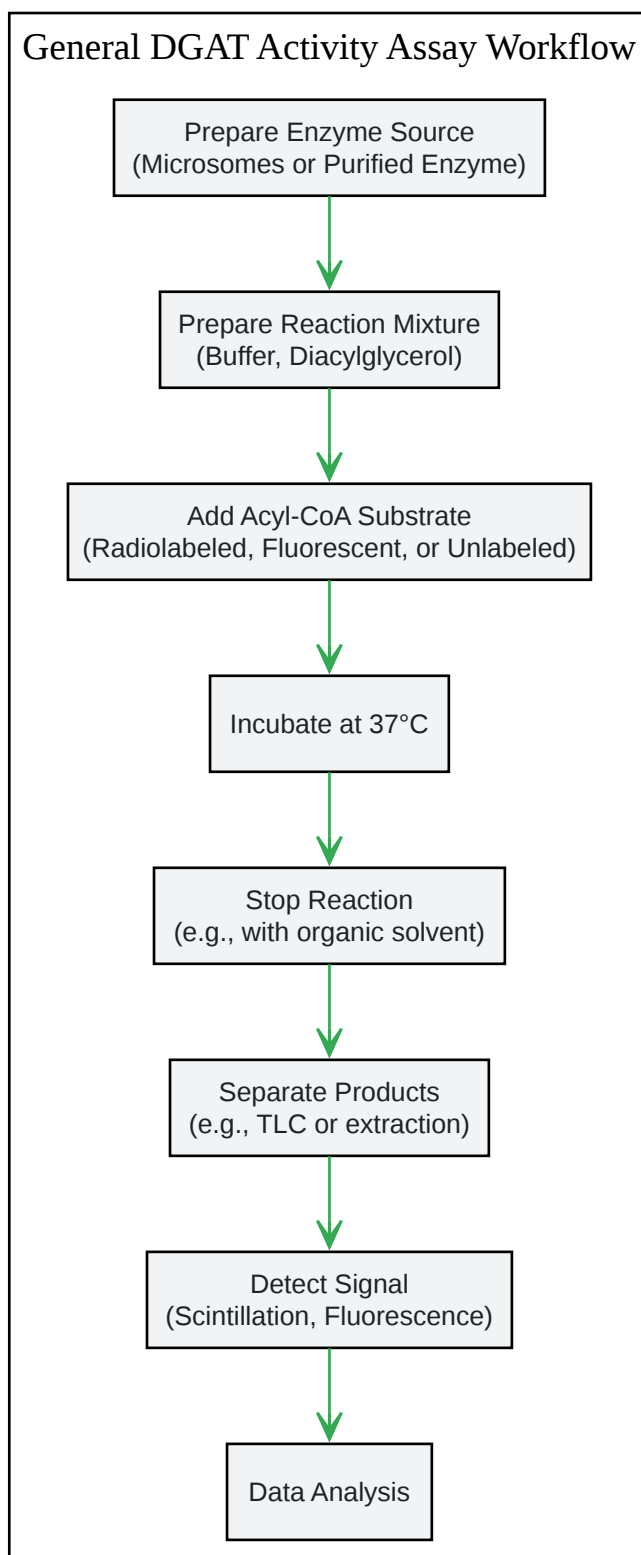 General DGAT Activity Assay Workflow
Prepare Enzyme Source
(Microsomes or Purified Enzyme)
Prepare Reaction Mixture
(Buffer, Diacylglycerol)
Add Acyl-CoA Substrate
(Radiolabeled, Fluorescent, or Unlabeled)
Incubate at 37°C
Stop Reaction
(e.g., with organic solvent)
Separate Products
(e.g., TLC or extraction)
Detect Signal
(Scintillation, Fluorescence)
Data Analysis